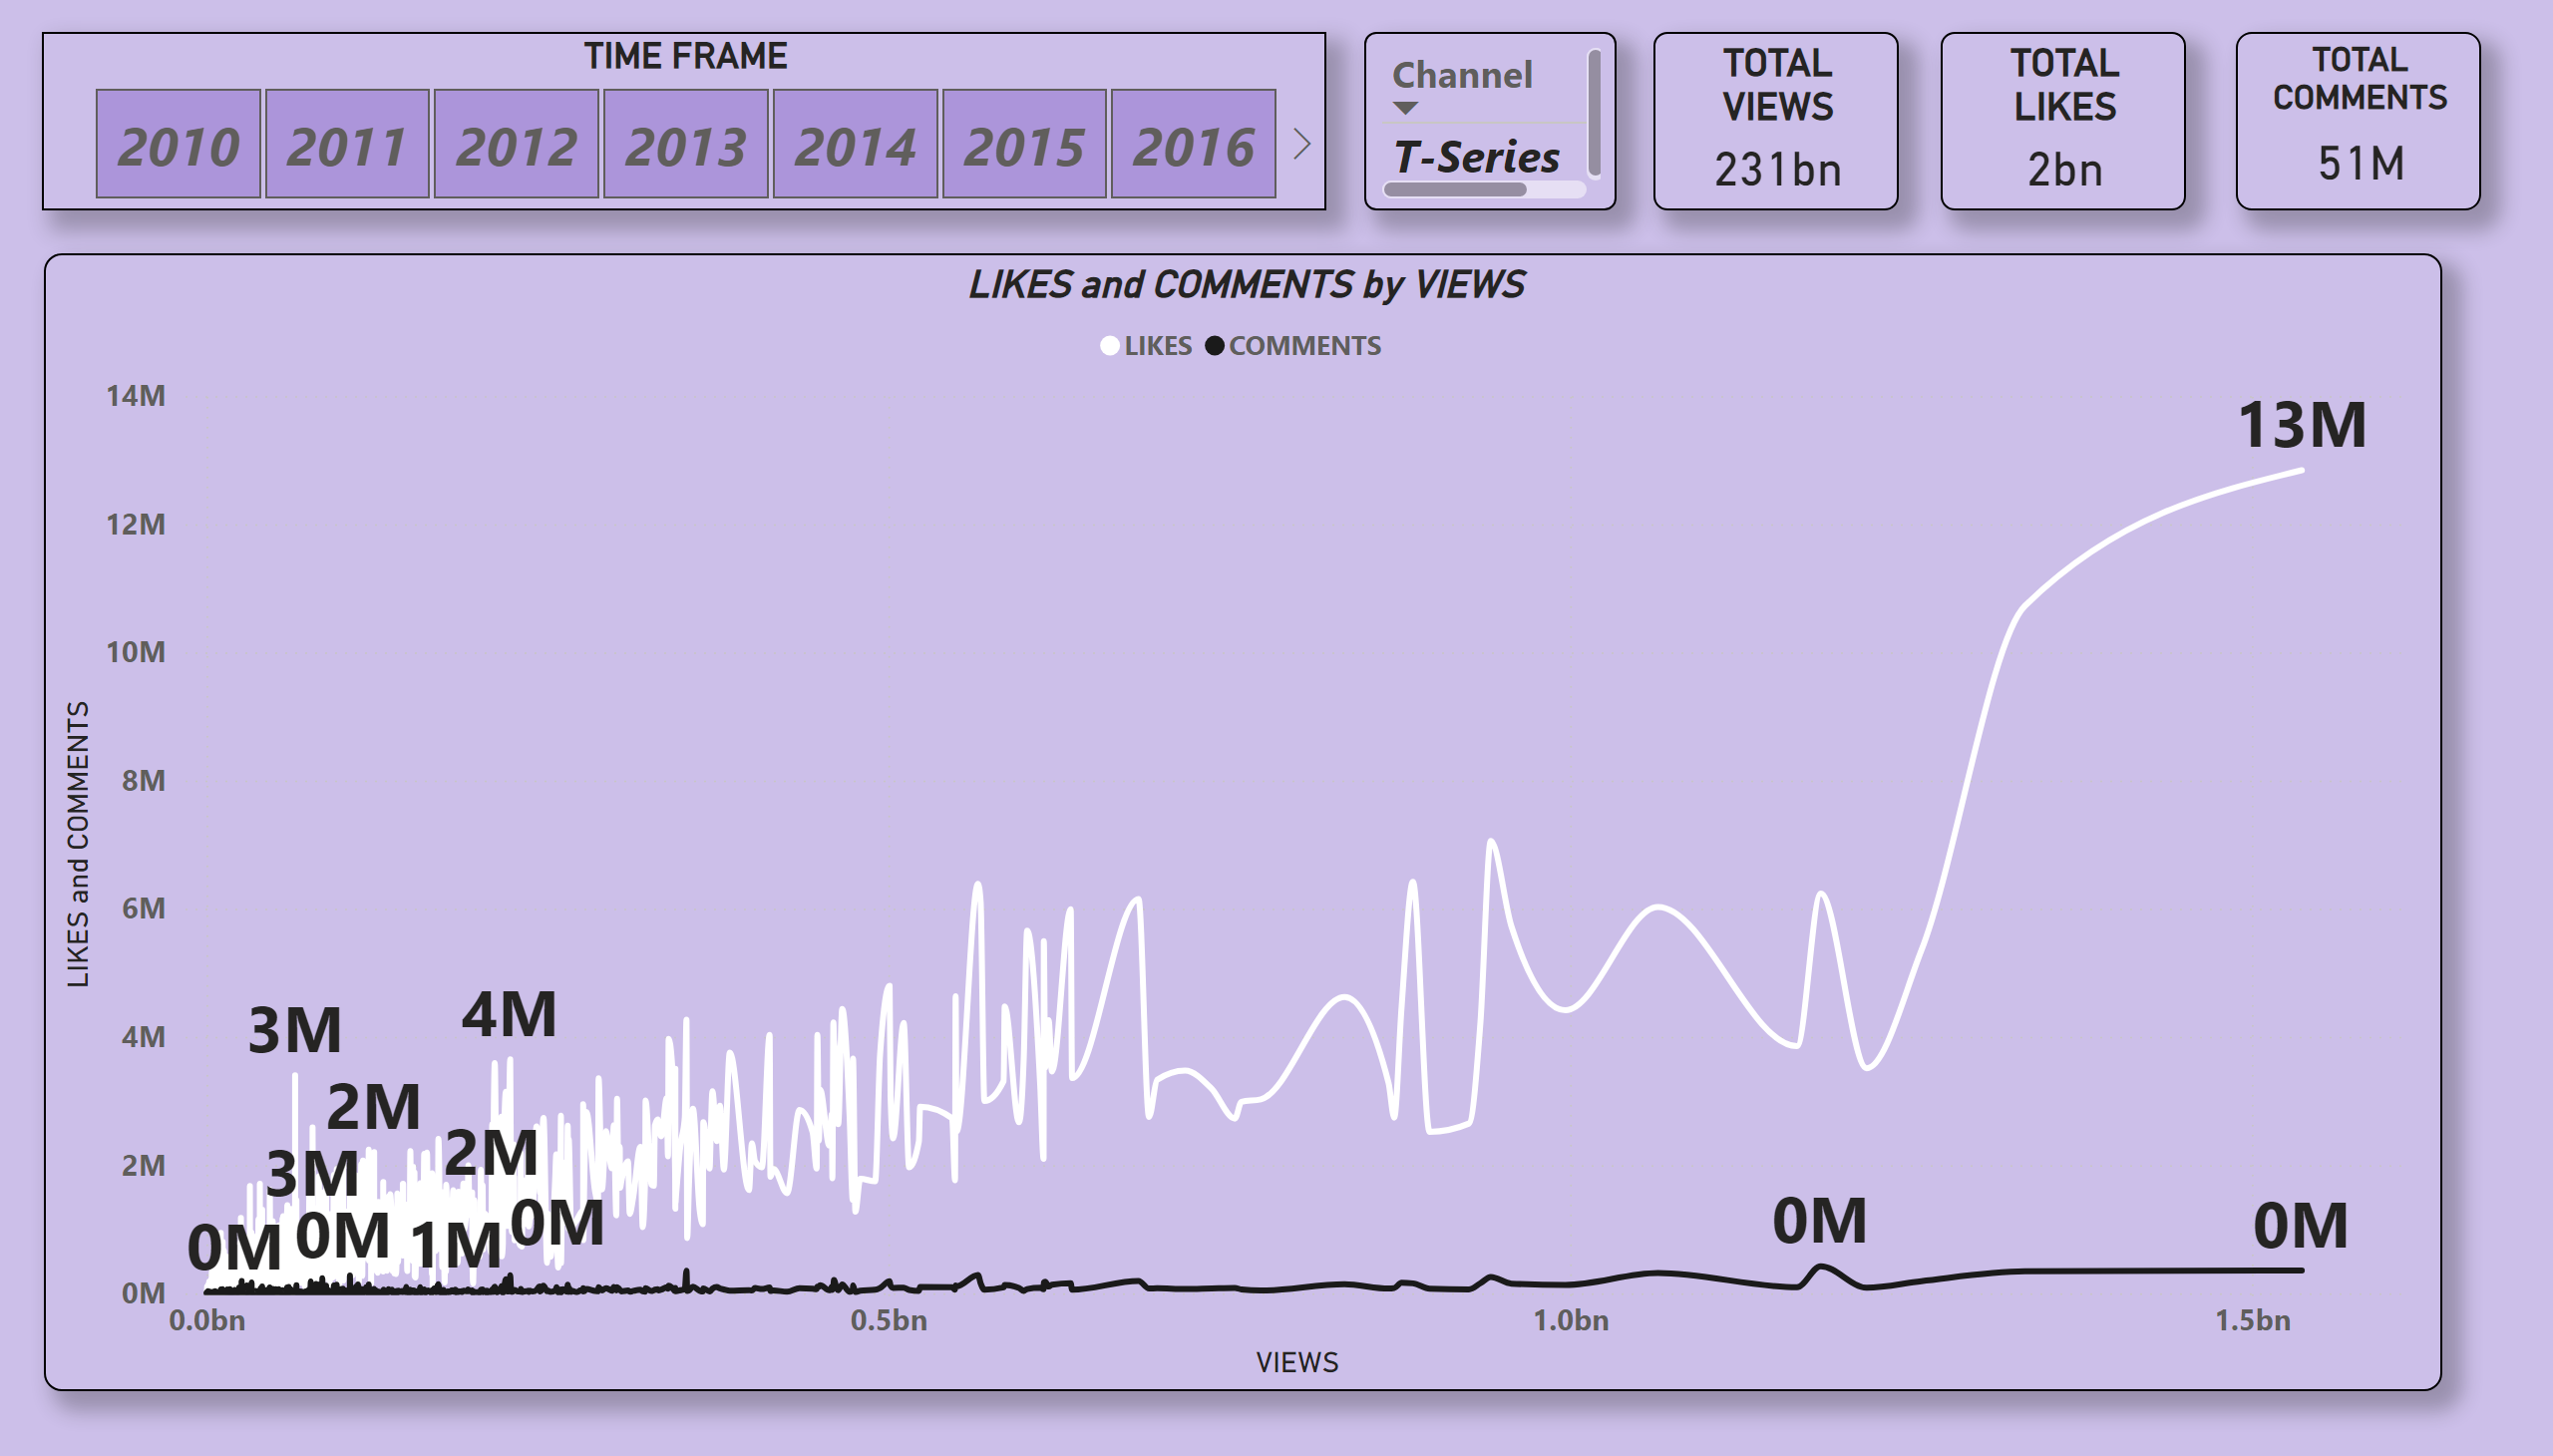 TIME FRAME
2010 2011 2012 2013 2014 2015 2016
Channel
T-Series
TOTAL
VIEWS
231bn
TOTAL
LIKES
2bn
TOTAL
COMMENTS
51M
LIKES and COMMENTS by VIEWS
LIKES COMMENTS
14M
12M
10M
8M
6M
4M
2M
0M
LIKES and COMMENTS
13M
3M
4M
2M
3M
2M
0M
0M
1M
0M
0M
0M
0.0bn 0.5bn 1.0bn 1.5bn
VIEWS